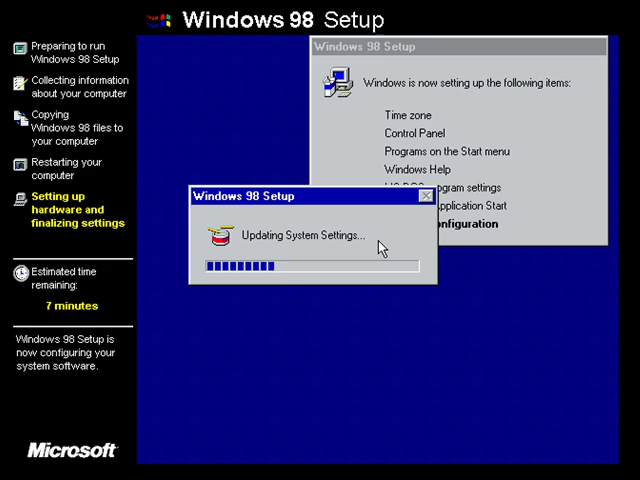 Windows 98 Setup
Preparing to run
Windows 98 Setup
Collecting information
about your computer
Copying
Windows 98 files to
your computer
Restarting your
computer
Setting up
hardware and
finalizing settings
Estimated time
remaining:
7 minutes
Windows 98 Setup is
now configuring your
system software.
Microsoft
Windows 98 Setup
Windows is now setting up the following items:
Time zone
Control Panel
Programs on the Start menu
Windows Help
program settings
Application Start
Configuration
Windows 98 Setup
Updating System Settings...